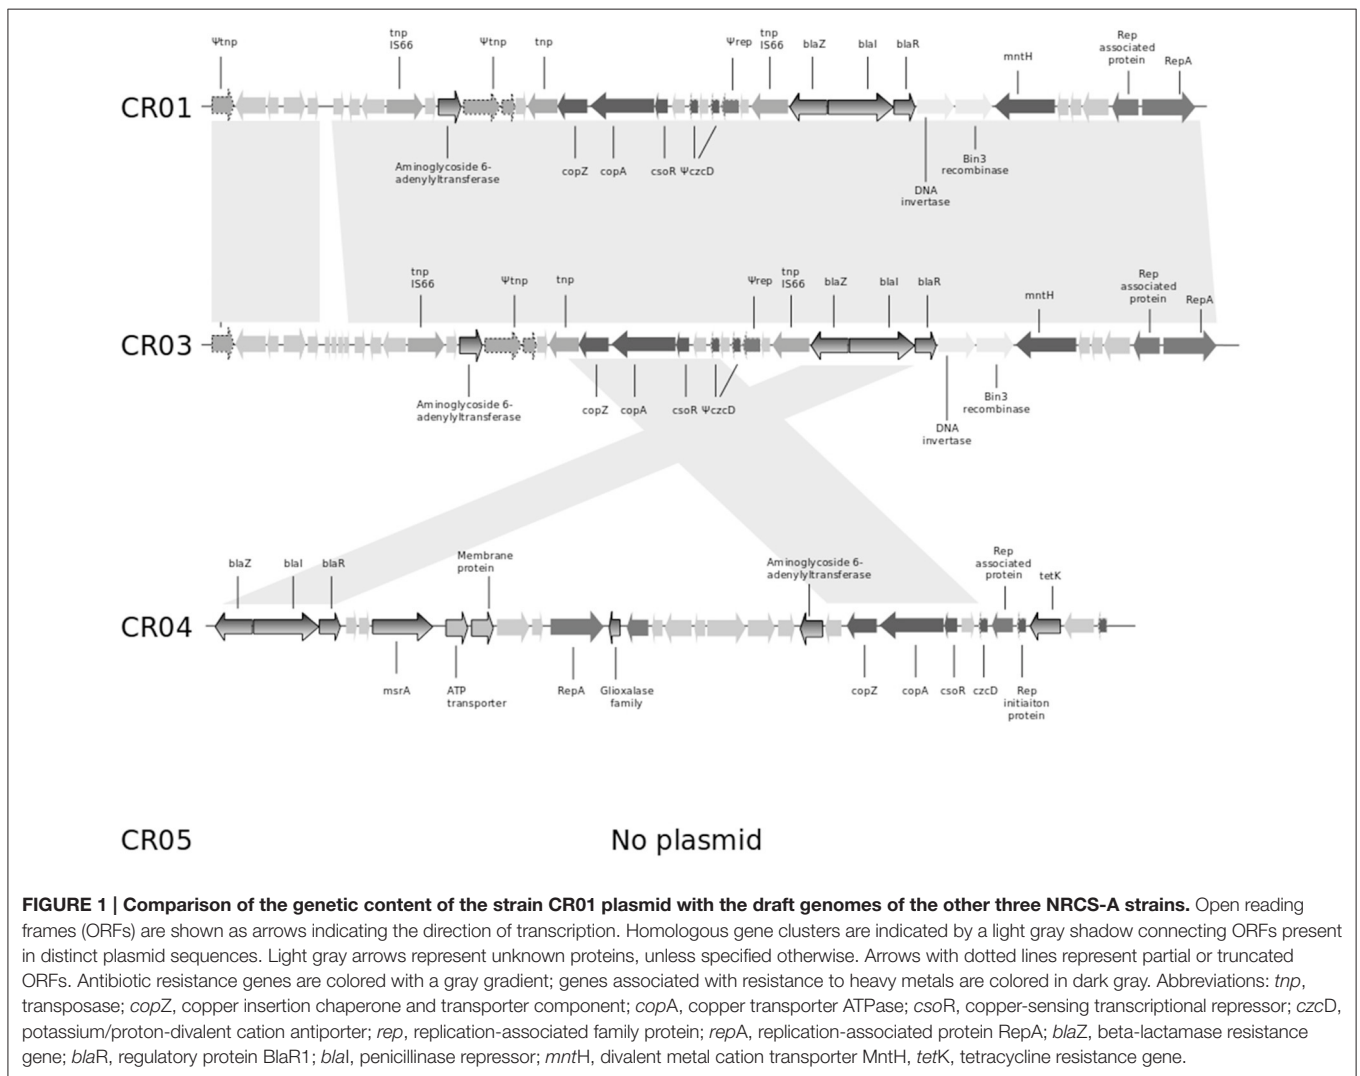 Ψtnp
tnp
IS66
Ψtnp
tnp
Ψrep
tnp
IS66
blaZ
blaI
blaR
mntH
Rep
associated
protein
RepA
CR01
Aminoglycoside 6-
adenylyltransferase
copZ
copA
csoR
ΨczcD
DNA
invertase
Bin3
recombinase
tnp
IS66
Ψtnp
tnp
Ψrep
tnp
IS66
blaZ
blaI
blaR
mntH
Rep
associated
protein
RepA
CR03
Aminoglycoside 6-
adenylyltransferase
copZ
copA
csoR
ΨczcD
DNA
invertase
Bin3
recombinase
blaZ
blaI
blaR
Membrane
protein
Aminoglycoside 6-
adenylyltransferase
Rep
associated
protein
tetK
CR04
msrA
ATP
transporter
RepA
Glioxalase
family
copZ
copA
csoR
czcD
Rep
initiaiton
protein
CR05
No plasmid
FIGURE 1 | Comparison of the genetic content of the strain CR01 plasmid with the draft genomes of the other three NRCS-A strains. Open reading
frames (ORFs) are shown as arrows indicating the direction of transcription. Homologous gene clusters are indicated by a light gray shadow connecting ORFs present
in distinct plasmid sequences. Light gray arrows represent unknown proteins, unless specified otherwise. Arrows with dotted lines represent partial or truncated
ORFs. Antibiotic resistance genes are colored with a gray gradient; genes associated with resistance to heavy metals are colored in dark gray. Abbreviations: tnp,
transposase; copZ, copper insertion chaperone and transporter component; copA, copper transporter ATPase; csoR, copper-sensing transcriptional repressor; czcD,
potassium/proton-divalent cation antiporter; rep, replication-associated family protein; repA, replication-associated protein RepA; blaZ, beta-lactamase resistance
gene; blaR, regulatory protein BlaR1; blaI, penicillinase repressor; mntH, divalent metal cation transporter MntH, tetK, tetracycline resistance gene.